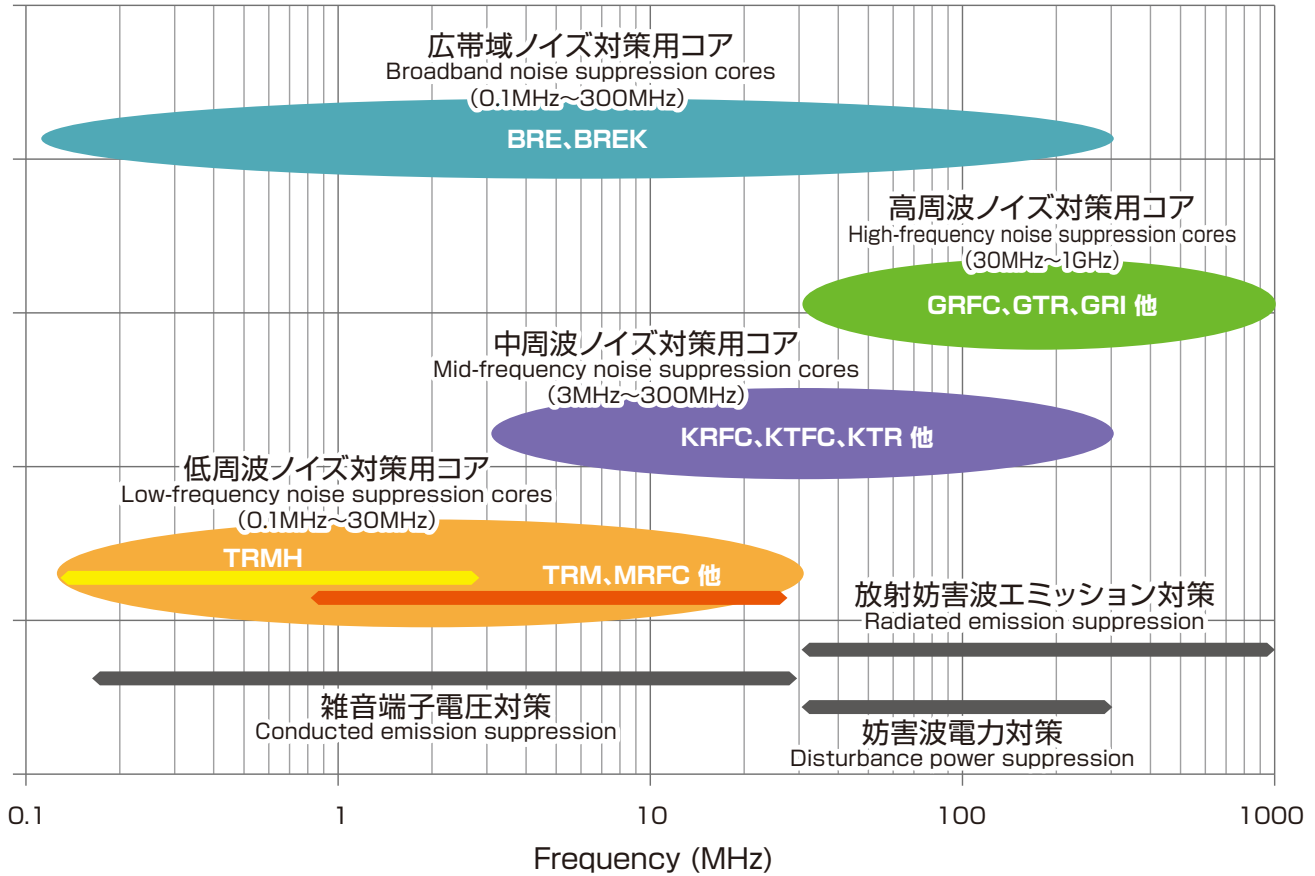 広帯域ノイズ対策用コア
Broadband noise suppression cores
(0.1MHz～300MHz)
BRE、BREK
高周波ノイズ対策用コア
High-frequency noise suppression cores
(30MHz～1GHz)
GRFC、GTR、GRI 他
中周波ノイズ対策用コア
Mid-frequency noise suppression cores
(3MHz～300MHz)
KRFC、KTFC、KTR 他
低周波ノイズ対策用コア
Low-frequency noise suppression cores
(0.1MHz～30MHz)
TRMH
TRM、MRFC 他
放射妨害波エミッション対策
Radiated emission suppression
雑音端子電圧対策
Conducted emission suppression
妨害波電力対策
Disturbance power suppression
0.1 1 10 100 1000
Frequency (MHz)